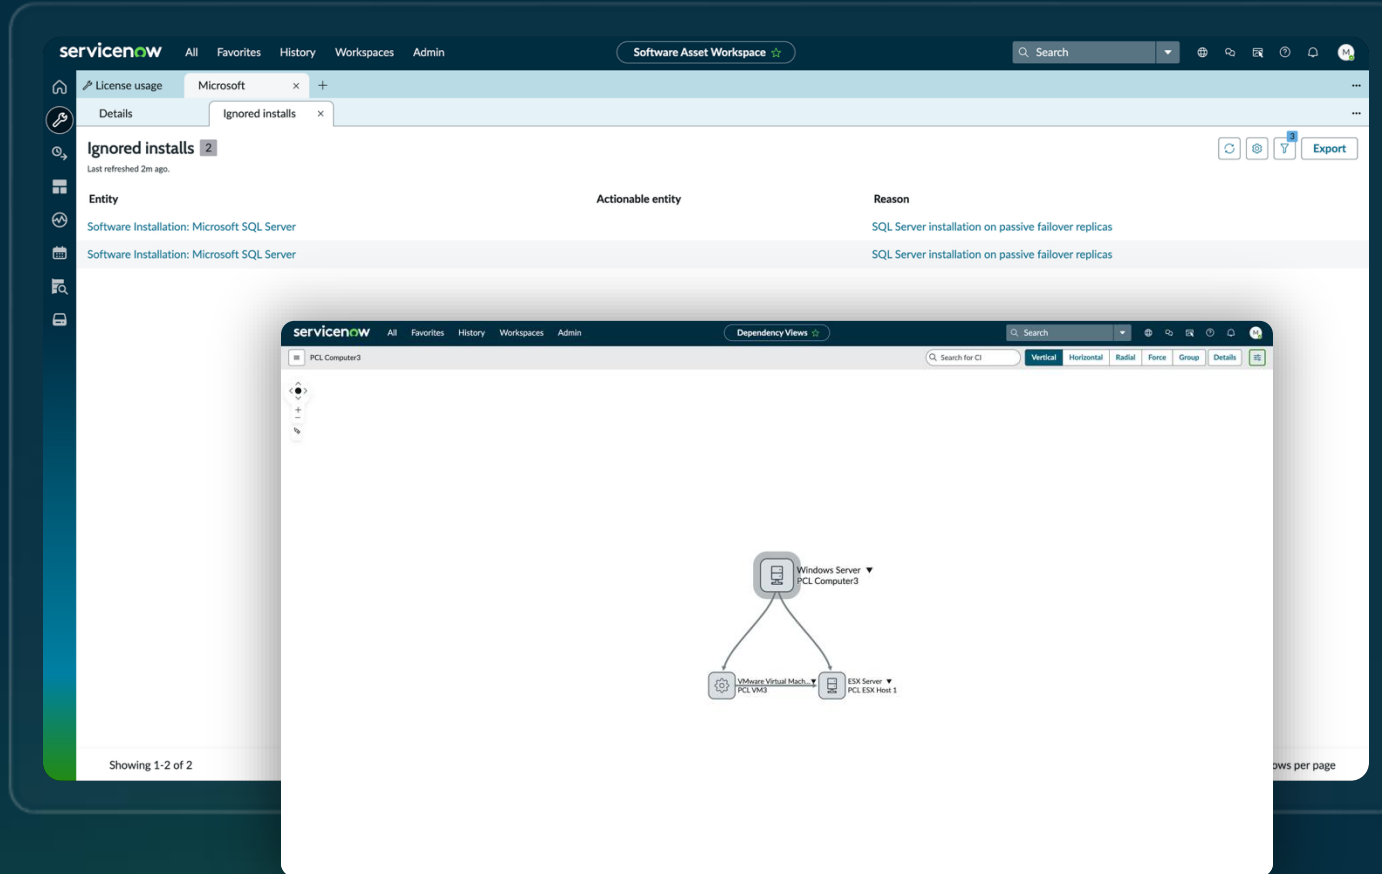 servicenow All Favorites History Workspaces Admin Software Asset Workspace Search M
License usage Microsoft
Details Ignored installs
Ignored installs 2 3 Export
Last refreshed 2m ago.
Entity Actionable entity Reason
Software Installation: Microsoft SQL Server SQL Server installation on passive failover replicas
Software Installation: Microsoft SQL Server SQL Server installation on passive failover replicas
servicenow All Favorites History Workspaces Admin Dependency Views Search M
PCL Computer3 Search for CI Vertical Horizontal Radial Force Group Details
Windows Server
PCL Computer3
VMware Virtual Mach... ESX Server
PCL VM3 PCL ESX Host 1
Showing 1-2 of 2 ows per page